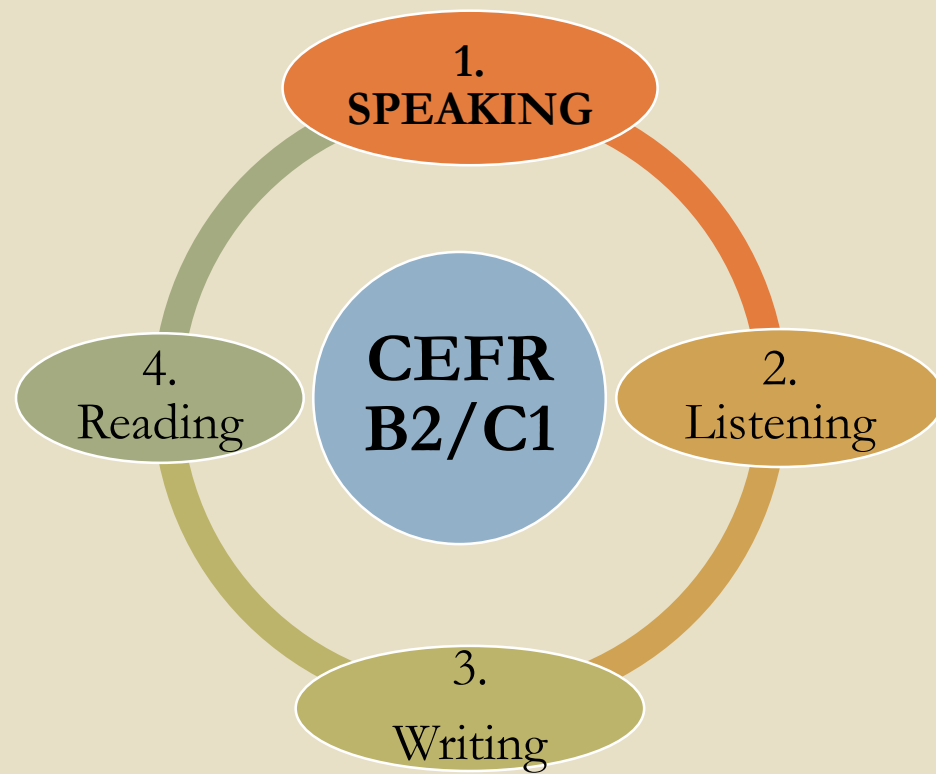 1.
SPEAKING
CEFR
B2/C1
2.
Listening
3.
Writing
4.
Reading